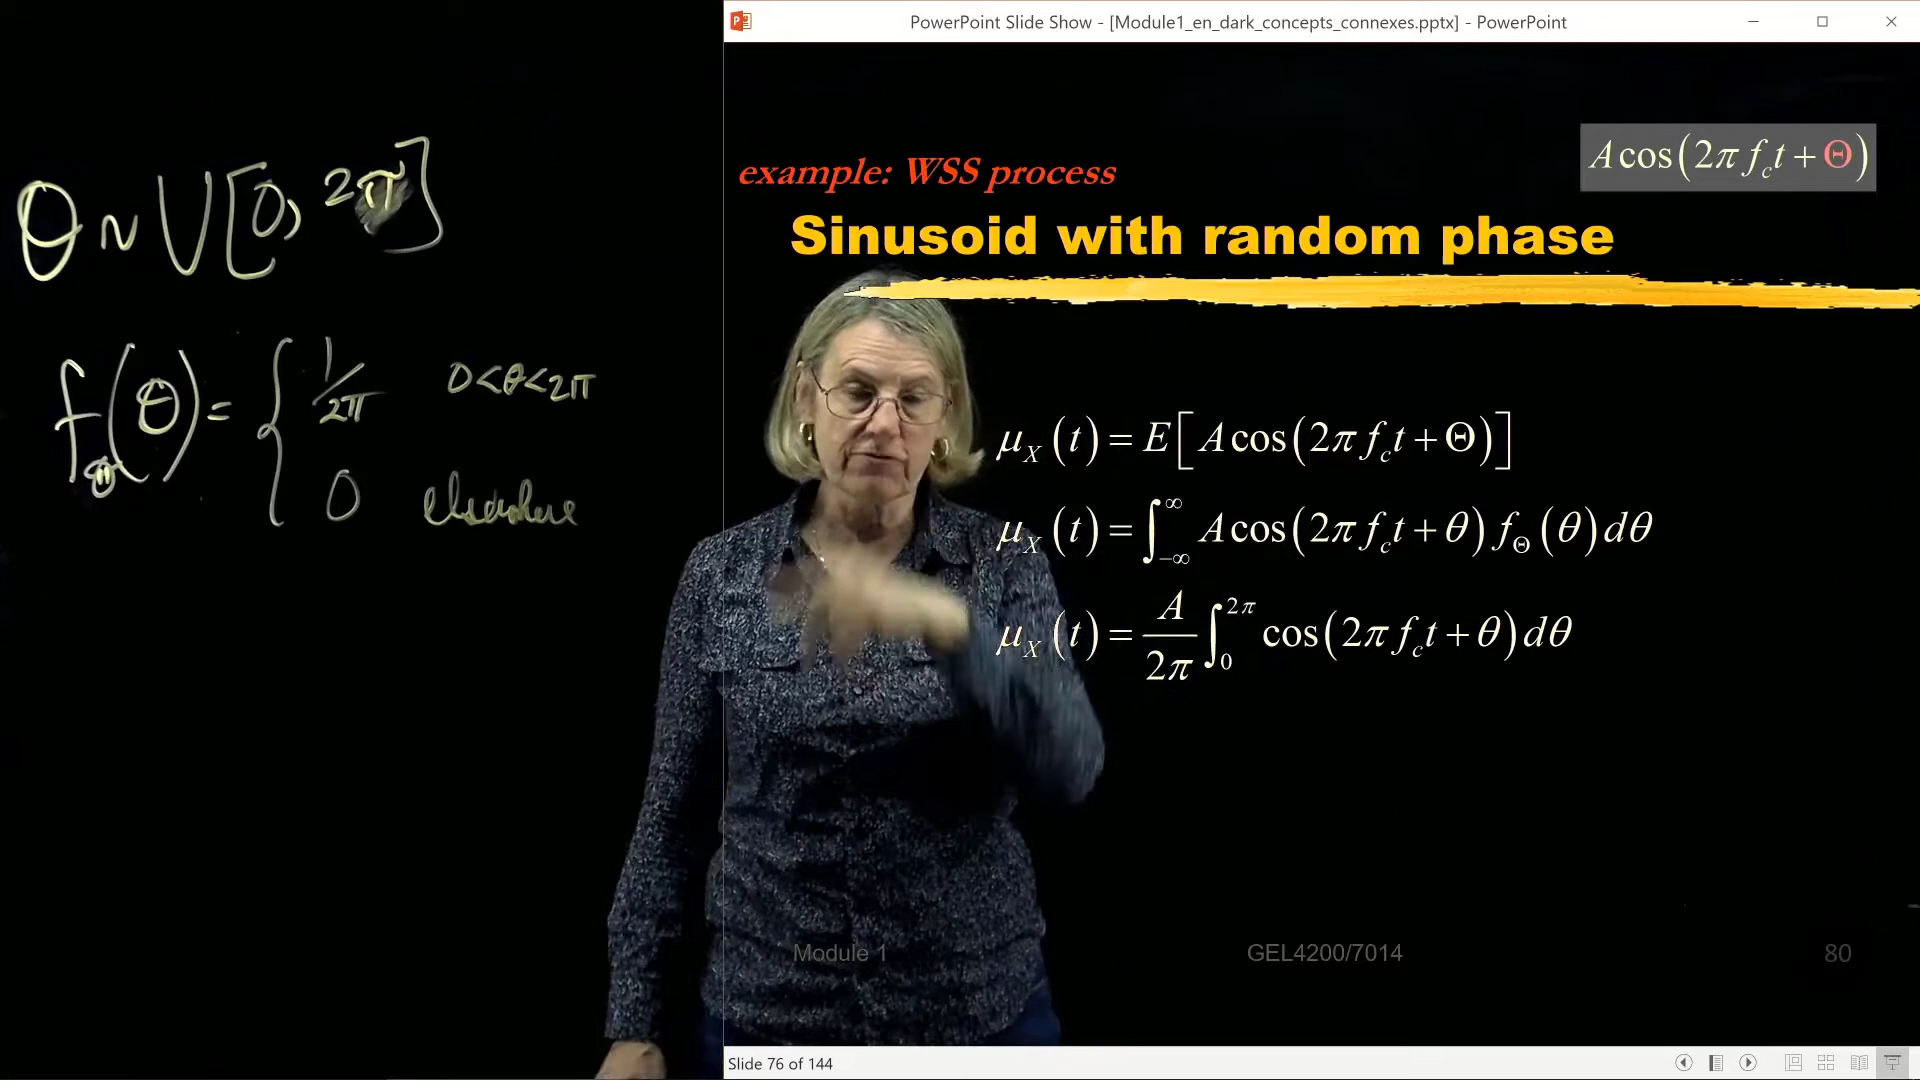 PowerPoint Slide Show - [Module1_en_dark_concepts_connexes.pptx] - PowerPoint
Θ ~ U[0, 2π]
f_Θ(θ) = { 1/2π 0<θ<2π
0 elsewhere
A cos(2π f_c t + Θ)
example: WSS process
Sinusoid with random phase
μ_X (t) = E[A cos(2π f_c t + Θ)]
μ_X (t) = ∫_{-∞}^{∞} A cos(2π f_c t + θ) f_Θ (θ) dθ
μ_X (t) = A/2π ∫_0^{2π} cos(2π f_c t + θ) dθ
Module 1 GEL4200/7014 80
Slide 76 of 144